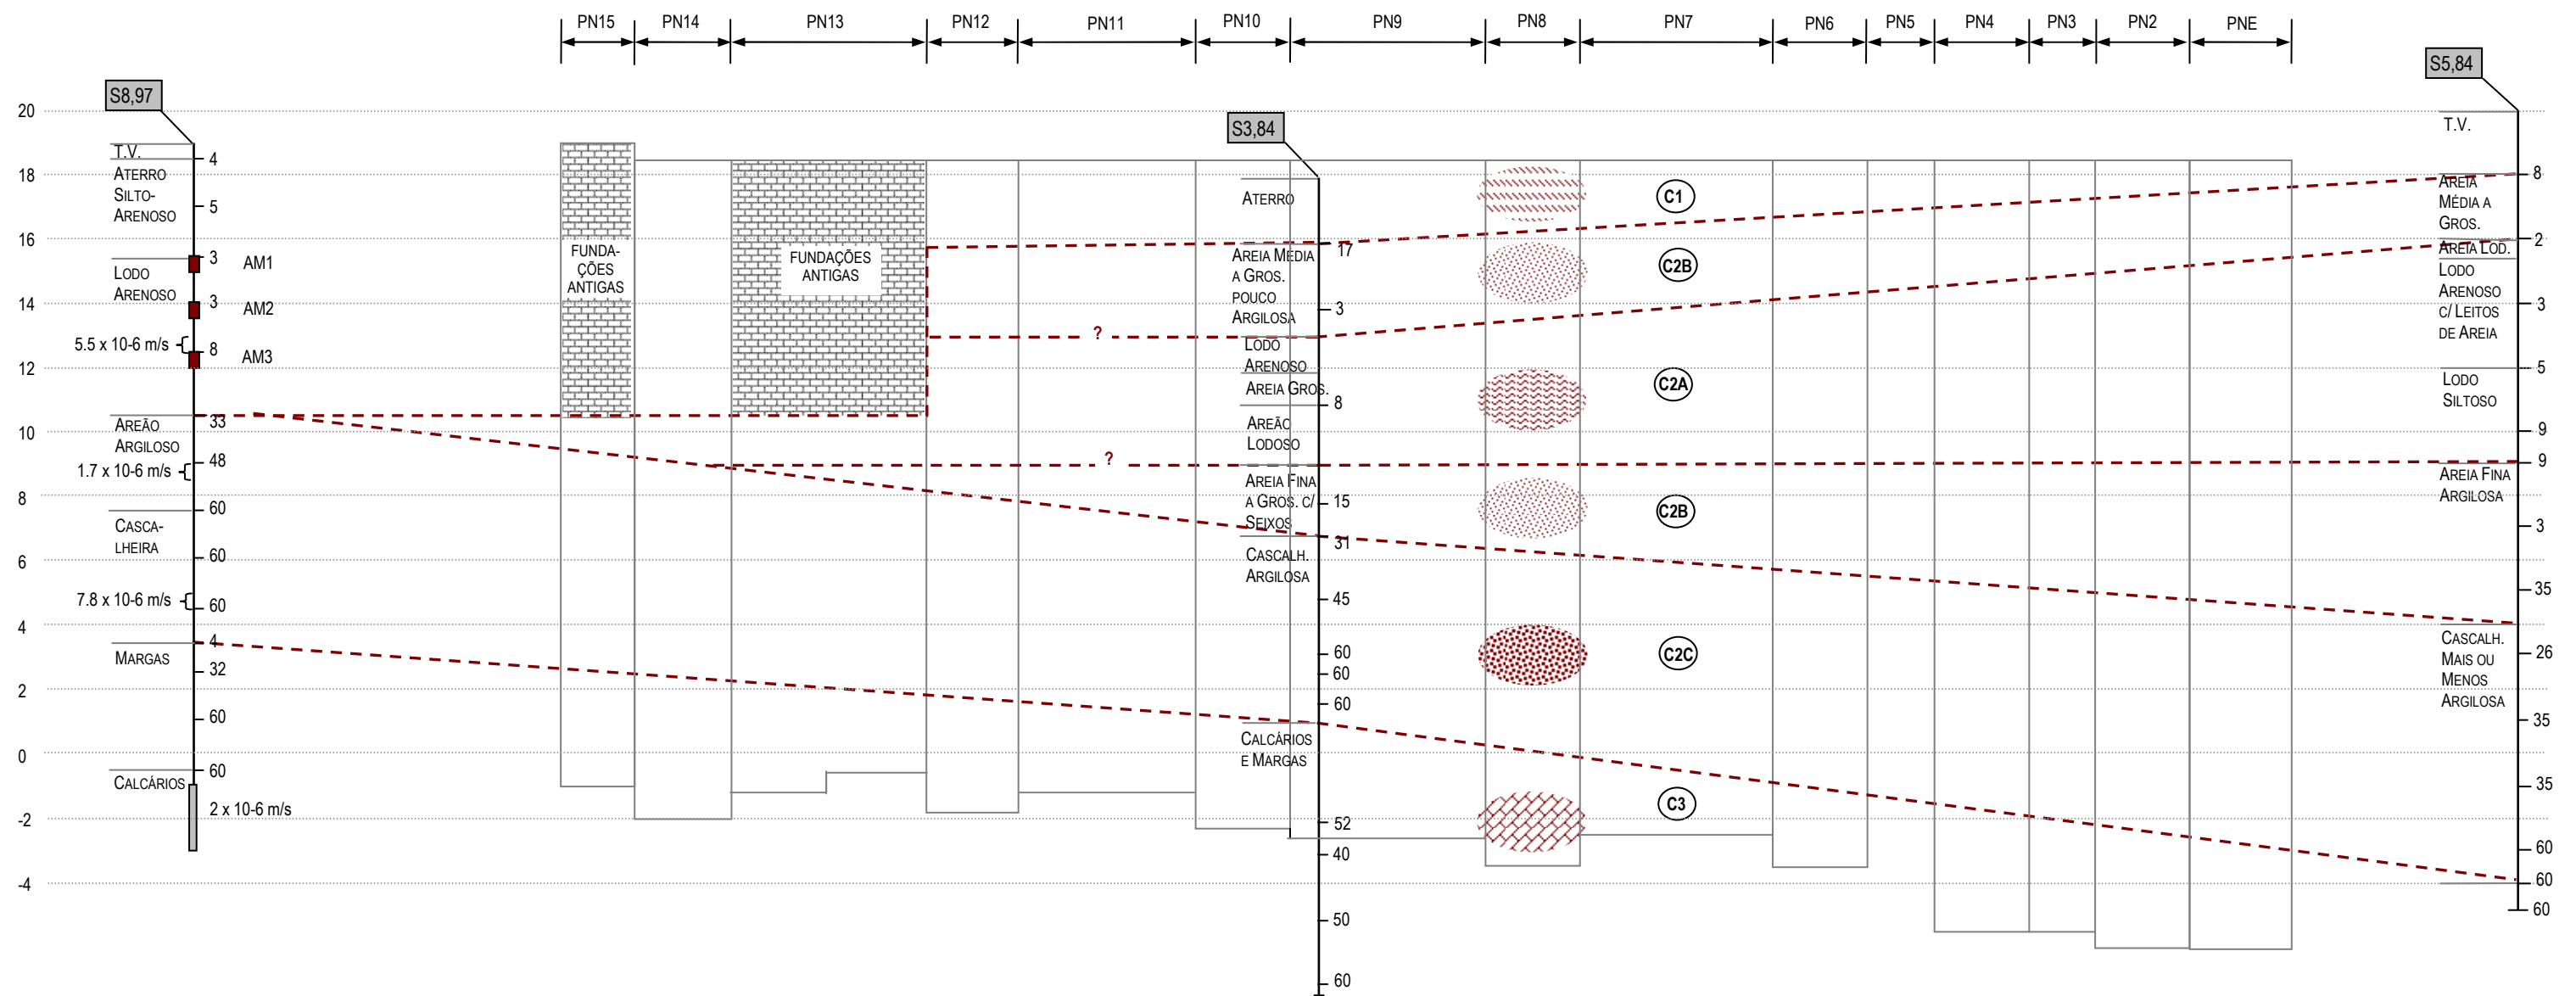 PN15 PN14 PN13 PN12 PN11 PN10 PN9 PN8 PN7 PN6 PN5 PN4 PN3 PN2 PNE
S8,97
S3,84
S5,84
20
18
16
14
12
10
8
6
4
2
0
-2
-4
T.V.
ATERRO
SILTO-
ARENOSO
LODO
ARENOSO
5.5 x 10-6 m/s
AREÃO
ARGILOSO
1.7 x 10-6 m/s
CASCA-
LHEIRA
7.8 x 10-6 m/s
MARGAS
CALCÁRIOS
4
5
3
3
8
33
48
60
60
60
4
32
60
60
2 x 10-6 m/s
AM1
AM2
AM3
FUNDA-
ÇÕES
ANTIGAS
FUNDAÇÕES
ANTIGAS
?
?
ATERRO
AREIA MÉDIA
A GROS.
POUCO
ARGILOSA
LODO
ARENOSO
AREIA GROS.
AREÃO
LODOSO
AREIA FINA
A GROS. C/
SEIXOS
CASCALH.
ARGILOSA
CALCÁRIOS
E MARGAS
17
3
8
15
31
45
60
60
60
52
40
50
60
C1
C2B
C2A
C2B
C2C
C3
T.V.
AREIA
MÉDIA A
GROS.
AREIA LOD.
LODO
ARENOSO
C/ LEITOS
DE AREIA
LODO
SILTOSO
AREIA FINA
ARGILOSA
CASCALH.
MAIS OU
MENOS
ARGILOSA
8
2
3
5
9
9
3
35
26
35
35
60
60
60